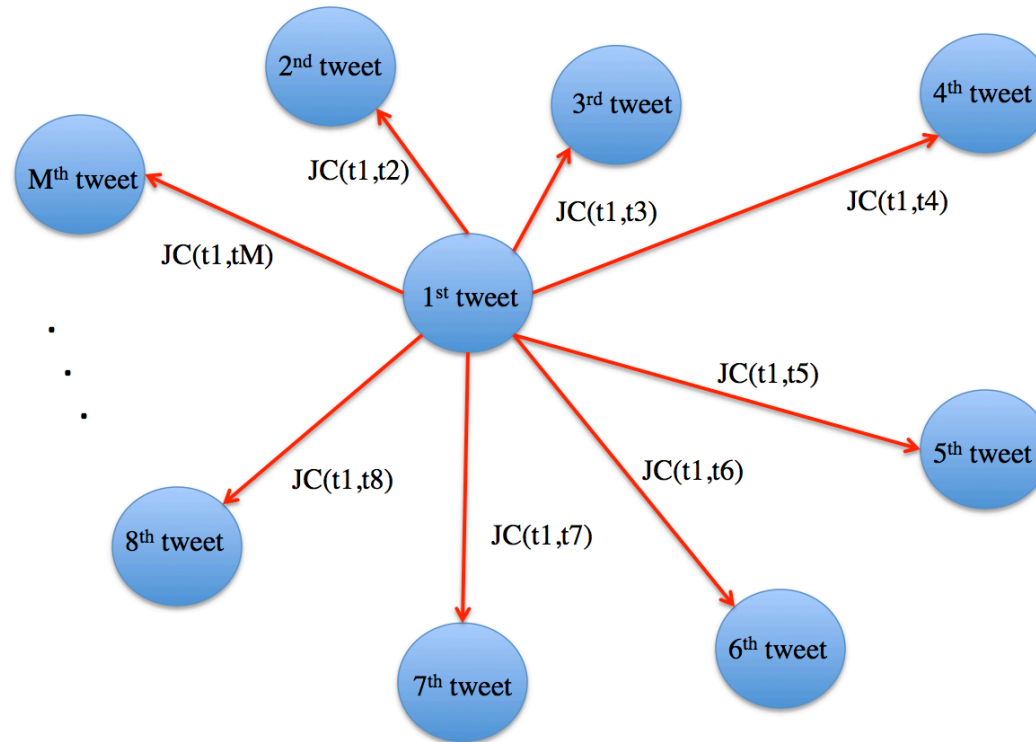 2nd tweet
3rd tweet
4th tweet
Mth tweet
JC(t1,t2)
JC(t1,t3)
JC(t1,t4)
JC(t1,tM)
1st tweet
JC(t1,t5)
5th tweet
JC(t1,t8)
JC(t1,t6)
JC(t1,t7)
8th tweet
6th tweet
7th tweet